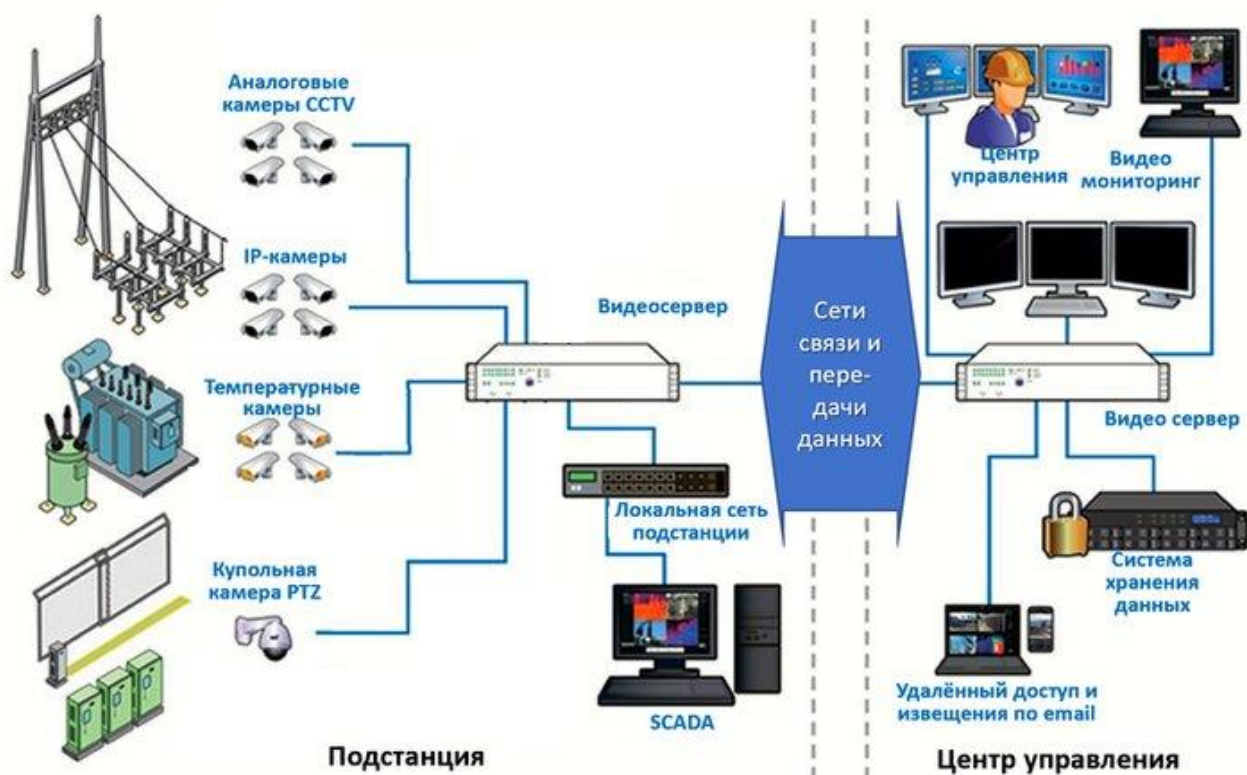 Аналоговые
камеры CCTV
IP-камеры
Температурные
камеры
Купольная
камера PTZ
Видеосервер
Локальная сеть
подстанции
SCADA
Подстанция
Сети
связи и
пере-
дачи
данных
Центр
управления
Видео
мониторинг
Видео сервер
Система
хранения
данных
Удалённый доступ и
извещения по email
Центр управления